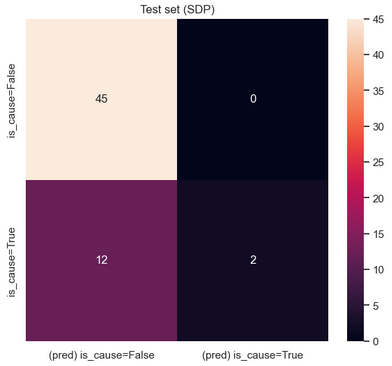 Test set (SDP)
is_cause=False
45
0
is_cause=True
12
2
(pred) is_cause=False
(pred) is_cause=True
45
40
35
30
25
20
15
10
5
0